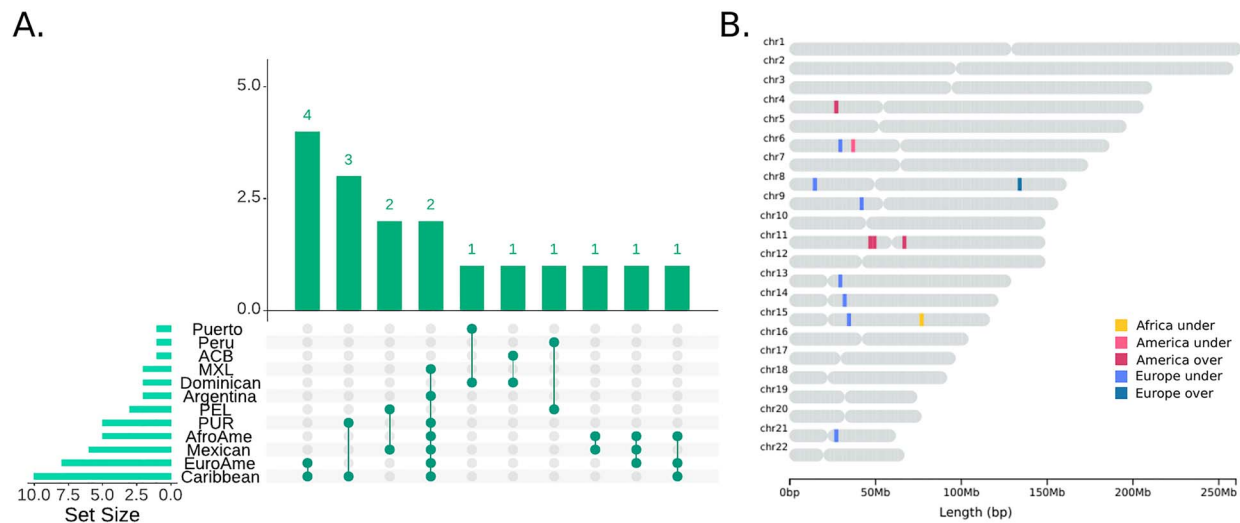 A.
5.0
2.5
0.0
4
3
2
2
1
1
1
1
1
1
Puerto
Peru
ACB
MXL
Dominican
Argentina
PEL
PUR
AfroAme
Mexican
EuroAme
Caribbean
10.0 7.5 5.0 2.5 0.0
Set Size
B.
chr1
chr2
chr3
chr4
chr5
chr6
chr7
chr8
chr9
chr10
chr11
chr12
chr13
chr14
chr15
chr16
chr17
chr18
chr19
chr20
chr21
chr22
Africa under
America under
America over
Europe under
Europe over
0bp 50Mb 100Mb 150Mb 200Mb 250Mb
Length (bp)